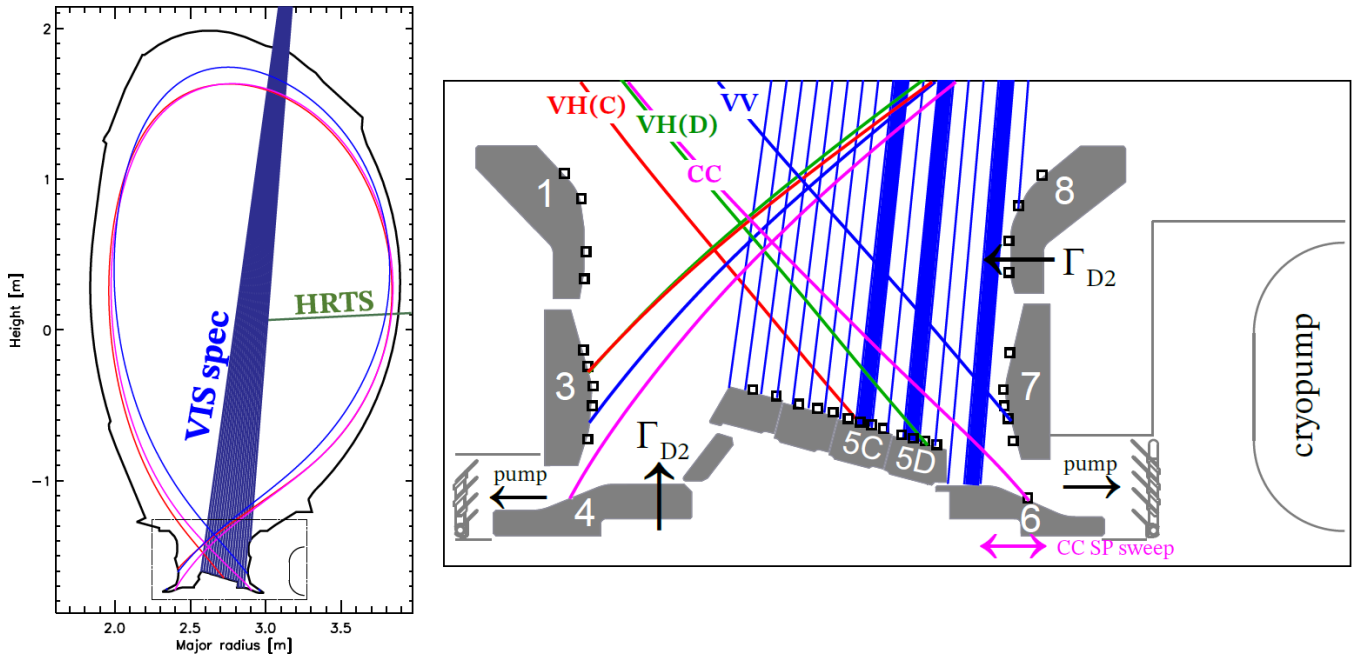 2
1
0
-1
Height [m]
2.0 2.5 3.0 3.5
Major radius [m]
VIS spec
HRTS
VH(C)
VH(D)
CC
VV
1
8
Γ D2
3
7
cryopump
5C
5D
Γ D2
pump
pump
4
6
CC SP sweep